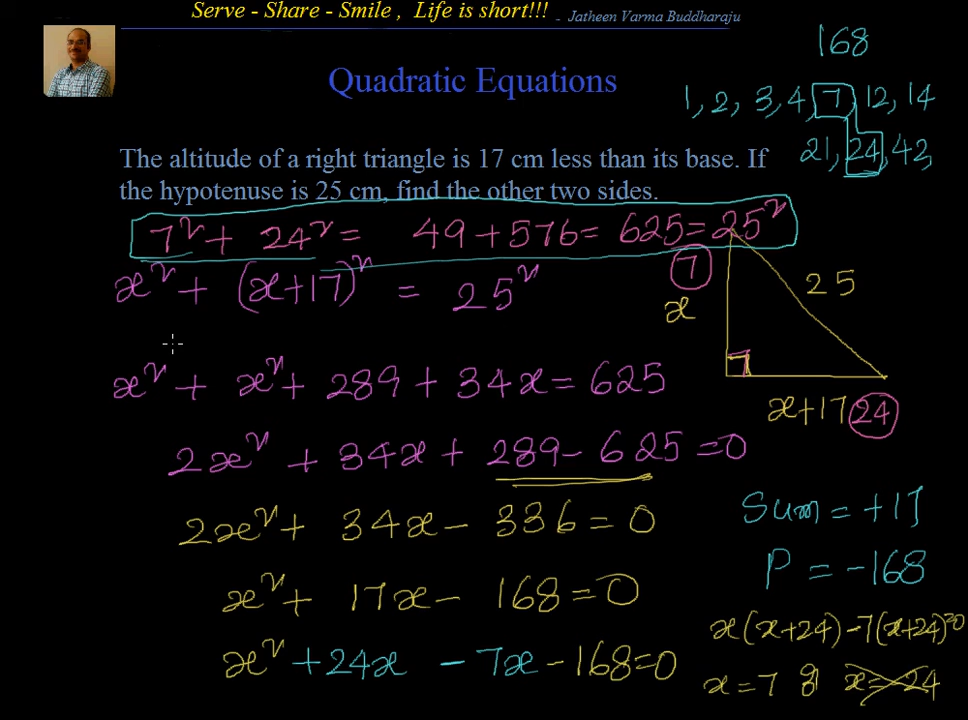 Serve - Share - Smile , Life is short!!! - Jatheen Varma Buddharaju
Quadratic Equations
168
1, 2, 3, 4, 7, 12, 14
21, 24, 42,
The altitude of a right triangle is 17 cm less than its base. If
the hypotenuse is 25 cm, find the other two sides.
7² + 24² = 49 + 576 = 625 = 25²
x² + (x+17)² = 25²
7
x
25
x+17 24
x² + x² + 289 + 34x = 625
2x² + 34x + 289 - 625 = 0
2x² + 34x - 336 = 0
x² + 17x - 168 = 0
x² + 24x - 7x - 168 = 0
Sum = +17
P = -168
x(x+24) -7(x+24)=0
x = 7 & x = -24